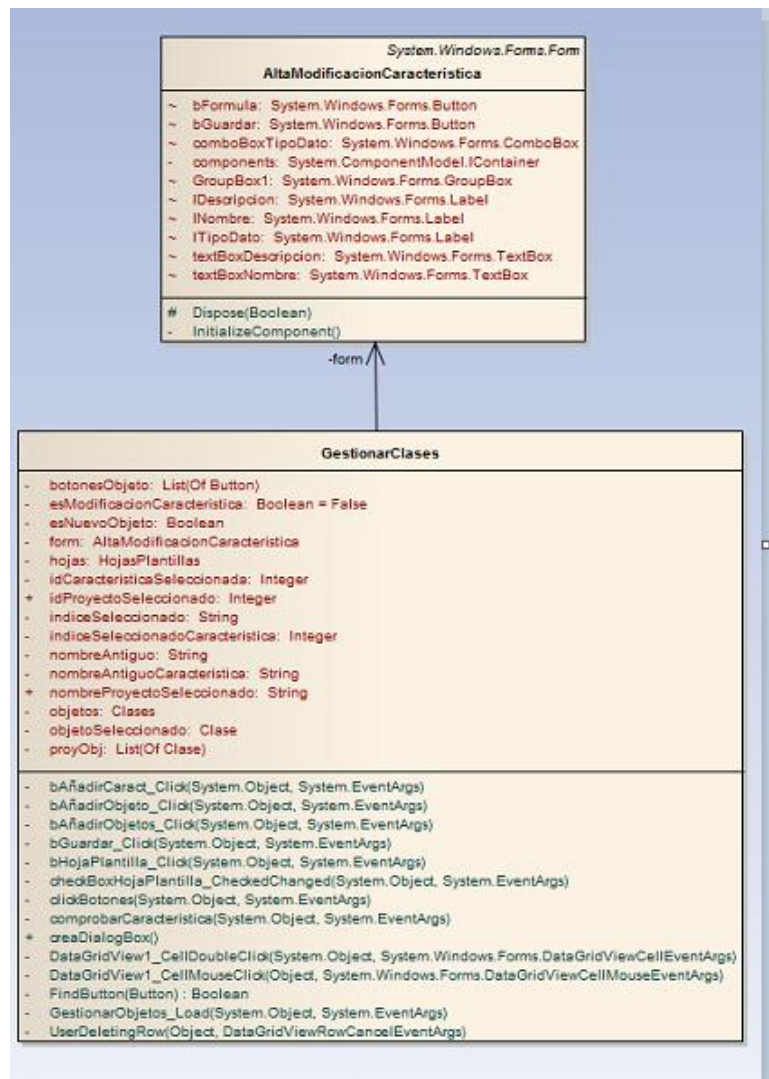 System.Windows.Forms.Form
AltaModificacionCaracteristica
~ bFormula: System.Windows.Forms.Button
~ bGuardar: System.Windows.Forms.Button
~ comboBoxTipoDato: System.Windows.Forms.ComboBox
- components: System.ComponentModel.IContainer
~ GroupBox1: System.Windows.Forms.GroupBox
~ lDescripcion: System.Windows.Forms.Label
~ lNombre: System.Windows.Forms.Label
~ lTipoDato: System.Windows.Forms.Label
~ textBoxDescripcion: System.Windows.Forms.TextBox
~ textBoxNombre: System.Windows.Forms.TextBox
# Dispose(Boolean)
- InitializeComponent()
-form
GestionarClases
- botonesObjeto: List(Of Button)
- esModificacionCaracteristica: Boolean = False
- esNuevoObjeto: Boolean
- form: AltaModificacionCaracteristica
- hojas: HojasPlantillas
- idCaracteristicaSeleccionada: Integer
+ idProyectoSeleccionado: Integer
- indiceSeleccionado: String
- indiceSeleccionadoCaracteristica: Integer
- nombreAntiguo: String
- nombreAntiguoCaracteristica: String
+ nombreProyectoSeleccionado: String
- objetos: Clases
- objetoSeleccionado: Clase
- proyObj: List(Of Clase)
- bAñadirCaract_Click(System.Object, System.EventArgs)
- bAñadirObjeto_Click(System.Object, System.EventArgs)
- bAñadirObjetos_Click(System.Object, System.EventArgs)
- bGuardar_Click(System.Object, System.EventArgs)
- bHojaPlantilla_Click(System.Object, System.EventArgs)
- checkBoxHojaPlantilla_CheckedChanged(System.Object, System.EventArgs)
- clickBotones(System.Object, System.EventArgs)
- comprobarCaracteristica(System.Object, System.EventArgs)
+ creaDialogBox()
- DataGridView1_CellDoubleClick(System.Object, System.Windows.Forms.DataGridViewCellEventArgs)
- DataGridView1_CellMouseClick(Object, System.Windows.Forms.DataGridViewCellMouseEventArgs)
- FindButton(Button) : Boolean
- GestionarObjetos_Load(System.Object, System.EventArgs)
- UserDeletingRow(Object, DataGridViewRowCancelEventArgs)